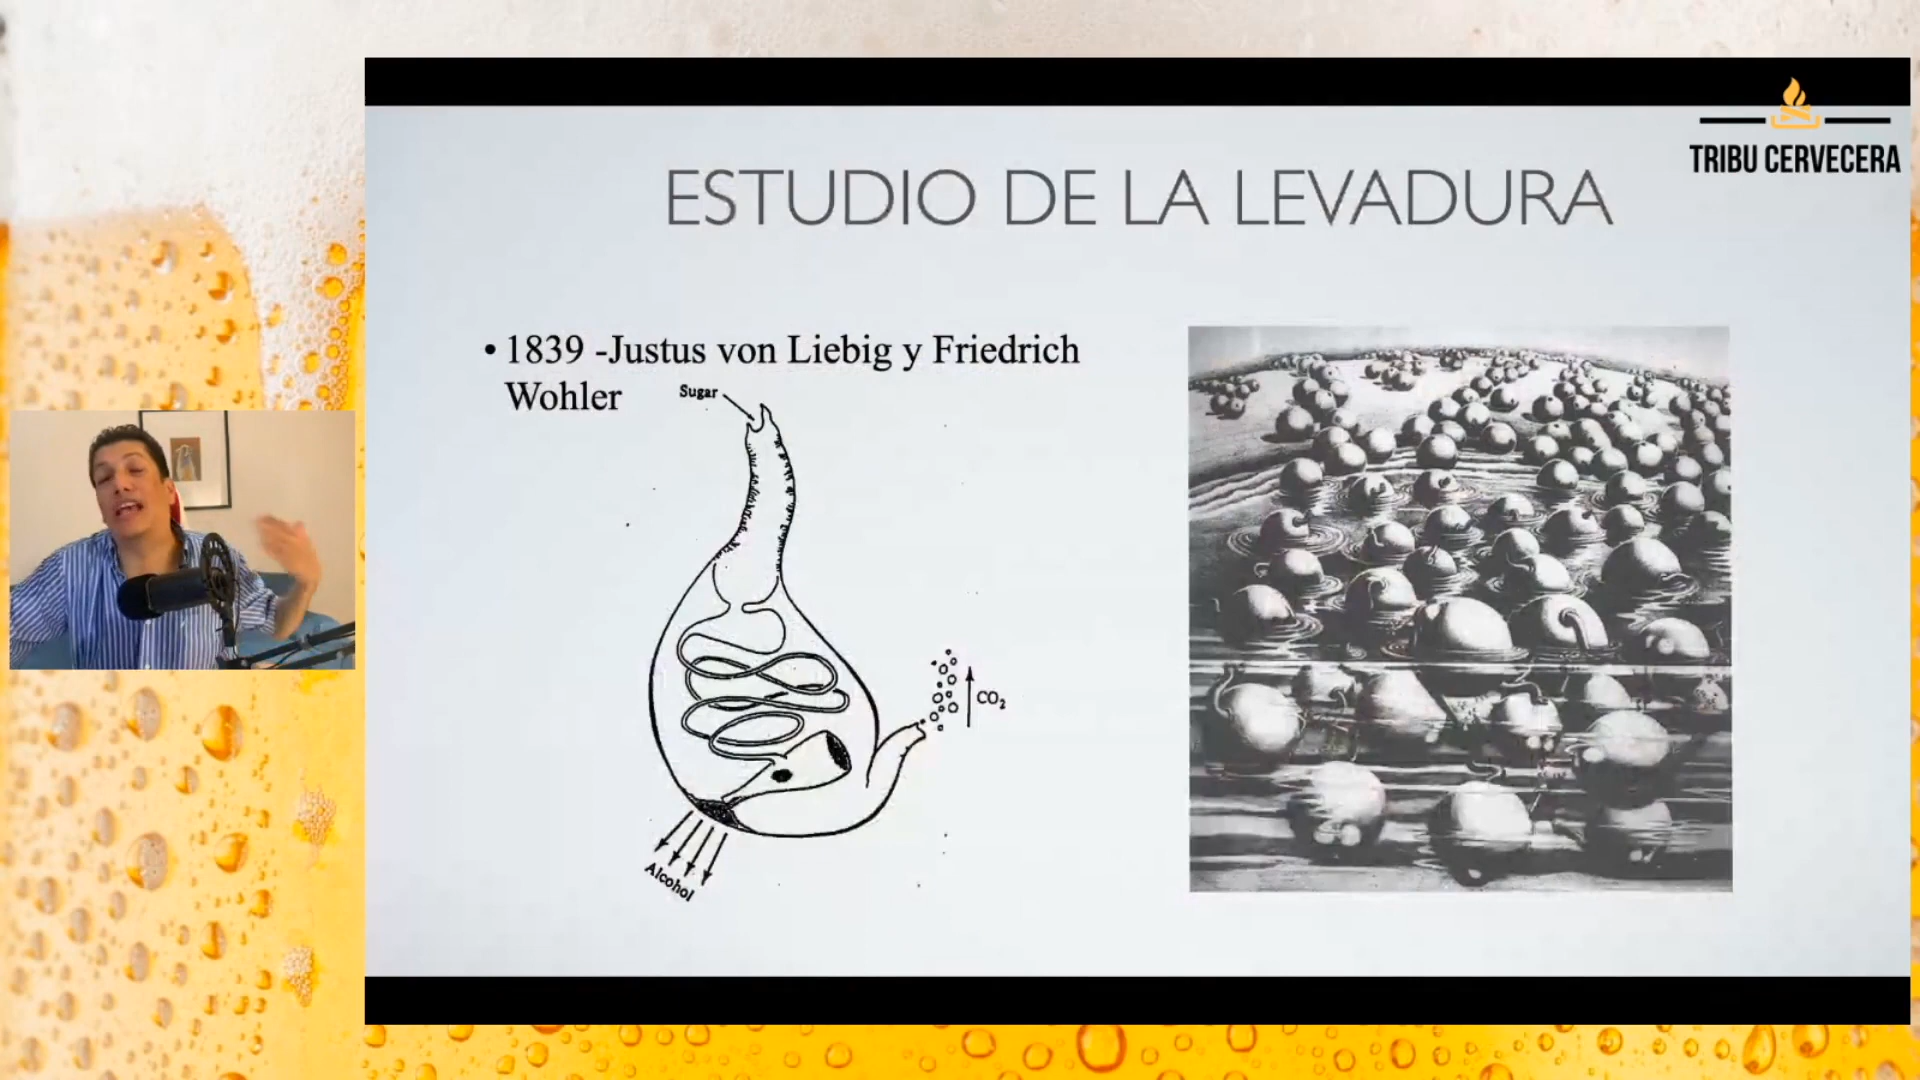 TRIBU CERVECERA
ESTUDIO DE LA LEVADURA
• 1839 -Justus von Liebig y Friedrich
Wohler
Sugar
CO₂
Alcohol